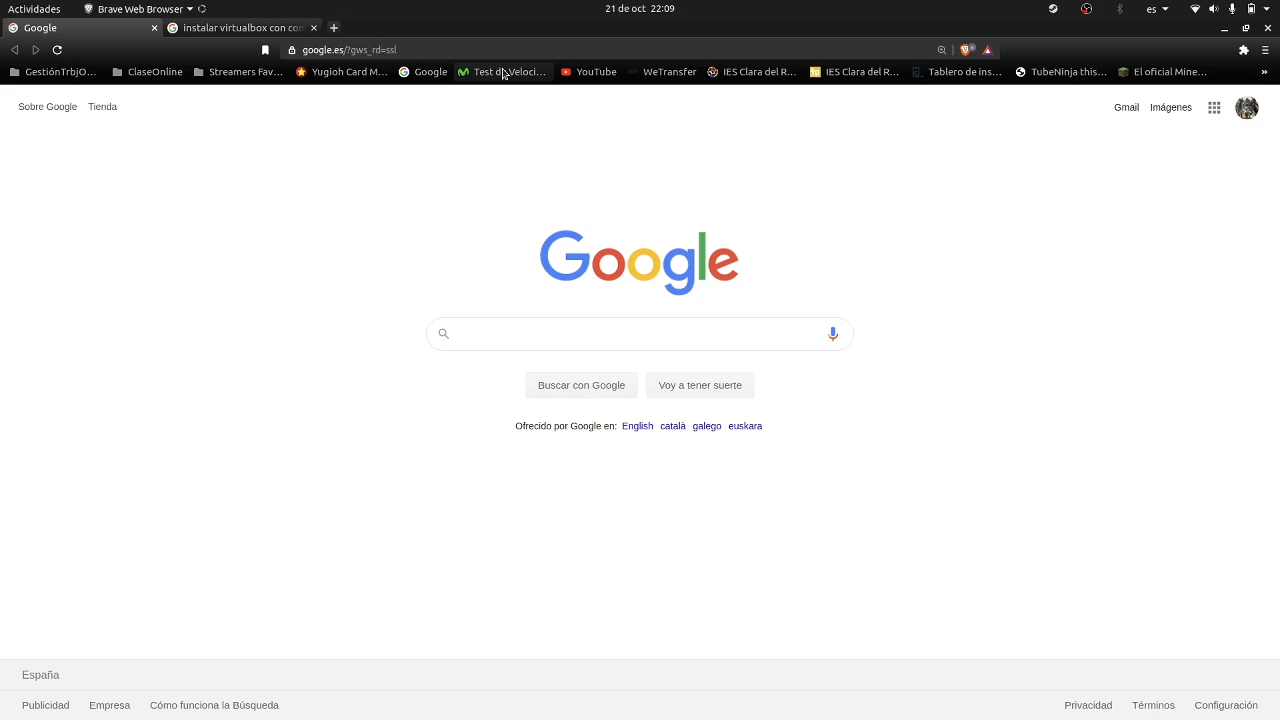 Actividades Brave Web Browser 21 de oct 22:09 es
Google instalar virtualbox con com
google.es/?gws_rd=ssl
GestiónTrbjO... ClaseOnline Streamers Fav... Yugioh Card M... Google Test d Veloci... YouTube WeTransfer IES Clara del R... IES Clara del R... Tablero de ins... TubeNinja this... El oficial Mine... »
Sobre Google Tienda Gmail Imágenes
Google
Buscar con Google Voy a tener suerte
Ofrecido por Google en: English català galego euskara
España
Publicidad Empresa Cómo funciona la Búsqueda Privacidad Términos Configuración